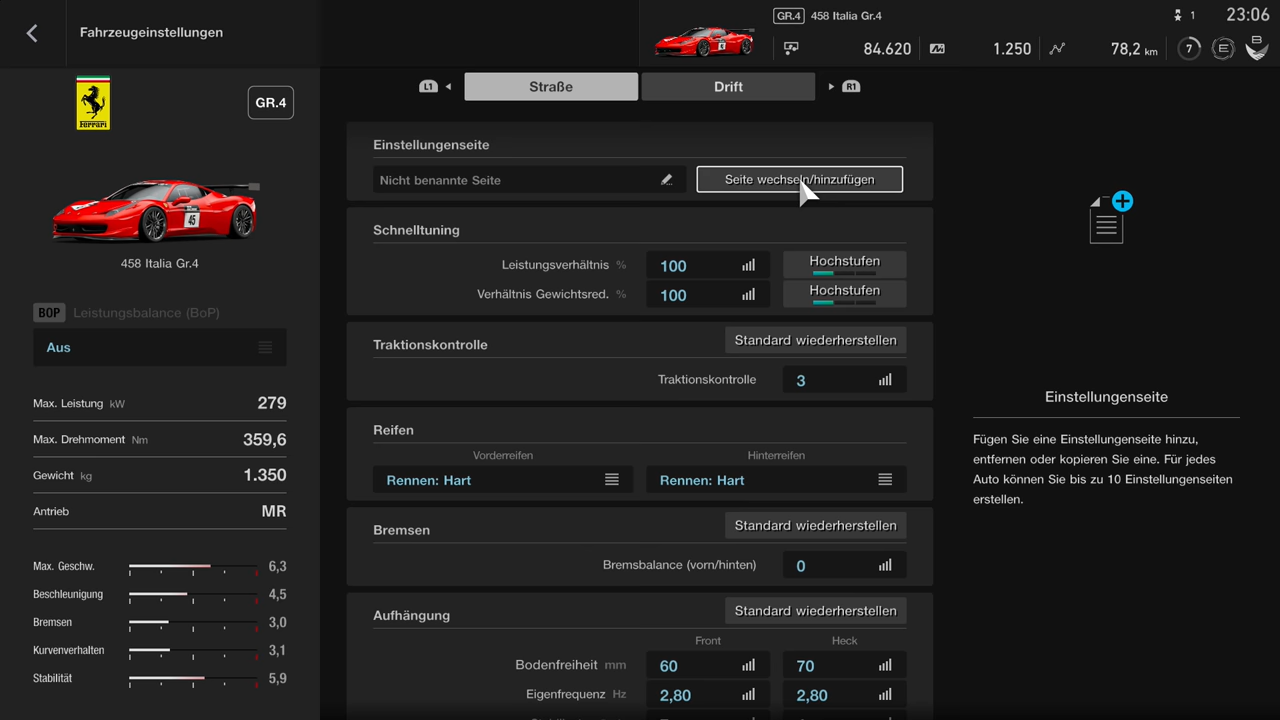 Fahrzeugeinstellungen
GR.4 458 Italia Gr.4
1
23:06
84.620
1.250
78,2 km
7
E
B
Ferrari
GR.4
45
458 Italia Gr.4
BOP Leistungsbalance (BoP)
Aus
Max. Leistung kW 279
Max. Drehmoment Nm 359,6
Gewicht kg 1.350
Antrieb MR
Max. Geschw. 6,3
Beschleunigung 4,5
Bremsen 3,0
Kurvenverhalten 3,1
Stabilität 5,9
L1 Straße Drift R1
Einstellungenseite
Nicht benannte Seite Seite wechseln/hinzufügen
Schnelltuning
Leistungsverhältnis % 100 Hochstufen
Verhältnis Gewichtsred. % 100 Hochstufen
Traktionskontrolle Standard wiederherstellen
Traktionskontrolle 3
Reifen
Vorderreifen Hinterreifen
Rennen: Hart Rennen: Hart
Bremsen Standard wiederherstellen
Bremsbalance (vorn/hinten) 0
Aufhängung Standard wiederherstellen
Front Heck
Bodenfreiheit mm 60 70
Eigenfrequenz Hz 2,80 2,80
Einstellungenseite
Fügen Sie eine Einstellungenseite hinzu,
entfernen oder kopieren Sie eine. Für jedes
Auto können Sie bis zu 10 Einstellungenseiten
erstellen.